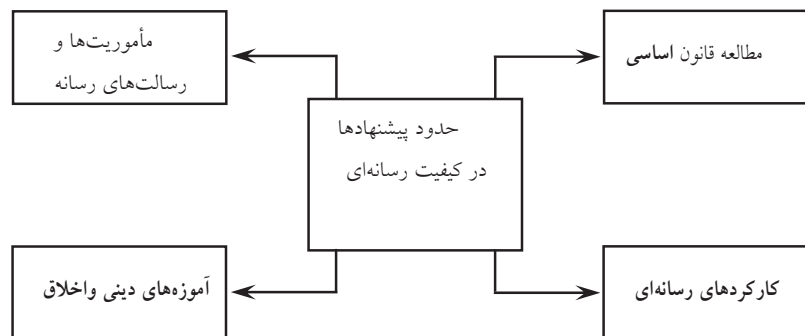 مطالعه قانون اساسی
مأموریت‌ها و
رسالت‌های رسانه
حدود پیشنهادها
در کیفیت رسانه‌ای
کارکردهای رسانه‌ای
آموزه‌های دینی واخلاق